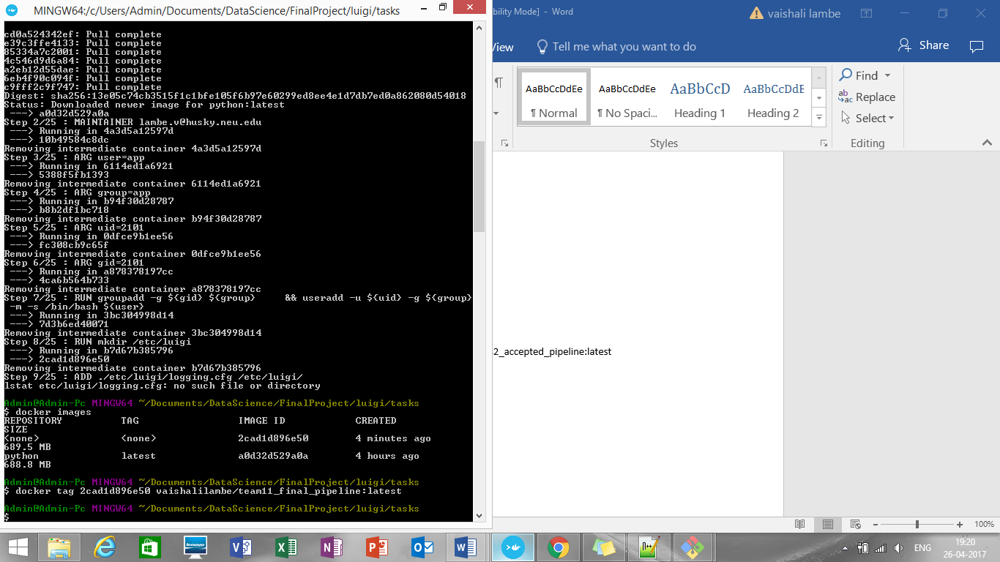 MINGW64:/c/Users/Admin/Documents/DataScience/FinalProject/luigi/tasks
cd0a524342ef: Pull complete
e39c3ffe4133: Pull complete
85334a7c2001: Pull complete
4c546d9d6a84: Pull complete
a2eb12d55dae: Pull complete
6eb4f90c094f: Pull complete
c9fff2c9f747: Pull complete
Digest: sha256:13e05c74cb3515f1c1bfe105f6b97e60299ed8ee4e1d7db7ed0a862080d54018
Status: Downloaded newer image for python:latest
---> a0d32d529a0a
Step 2/25 : MAINTAINER lambe.v@husky.neu.edu
---> Running in 4a3d5a12597d
---> 10b49584c8dc
Removing intermediate container 4a3d5a12597d
Step 3/25 : ARG user=app
---> Running in 6114ed1a6921
---> 5388f5fb1393
Removing intermediate container 6114ed1a6921
Step 4/25 : ARG group=app
---> Running in b94f30d28787
---> b8b2df1bc718
Removing intermediate container b94f30d28787
Step 5/25 : ARG uid=2101
---> Running in 0dfce9b1ee56
---> fc308cb9c65f
Removing intermediate container 0dfce9b1ee56
Step 6/25 : ARG gid=2101
---> Running in a878378197cc
---> 4ca6b564b733
Removing intermediate container a878378197cc
Step 7/25 : RUN groupadd -g ${gid} ${group}     && useradd -u ${uid} -g ${group}
-m -s /bin/bash ${user}
---> Running in 3bc304998d14
---> 7d3b6ed40071
Removing intermediate container 3bc304998d14
Step 8/25 : RUN mkdir /etc/luigi
---> Running in b7d67b385796
---> 2cad1d896e50
Removing intermediate container b7d67b385796
Step 9/25 : ADD ./etc/luigi/logging.cfg /etc/luigi/
lstat etc/luigi/logging.cfg: no such file or directory
Admin@Admin-Pc MINGW64 ~/Documents/DataScience/FinalProject/luigi/tasks
$ docker images
REPOSITORY TAG IMAGE ID CREATED
SIZE
<none> <none> 2cad1d896e50 4 minutes ago
689.5 MB
python latest a0d32d529a0a 4 hours ago
688.8 MB
Admin@Admin-Pc MINGW64 ~/Documents/DataScience/FinalProject/luigi/tasks
$ docker tag 2cad1d896e50 vaishalilambe/team11_final_pipeline:latest
Admin@Admin-Pc MINGW64 ~/Documents/DataScience/FinalProject/luigi/tasks
$
bility Mode] - Word
vaishali lambe
View
Tell me what you want to do
Share
AaBbCcDdEe AaBbCcDdEe AaBbCcD AaBbCcDdE
¶ Normal ¶ No Spaci... Heading 1 Heading 2
Styles
Find
Replace
Select
Editing
2_accepted_pipeline:latest
100%
ENG
19:20
26-04-2017